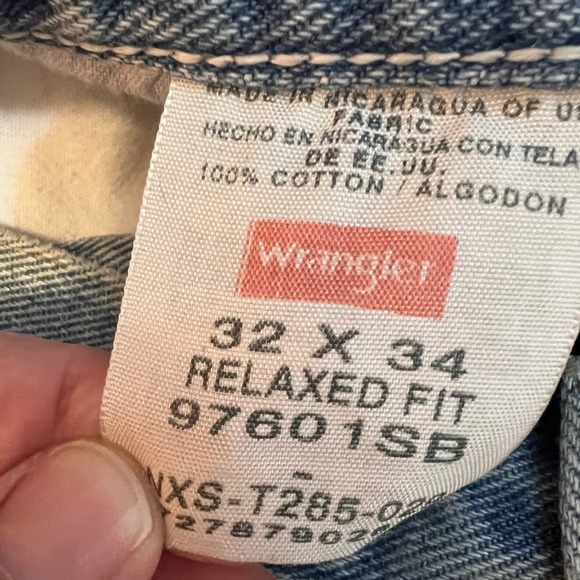 MADE IN NICARAGUA OF
FABRIC
HECHO EN NICARAGUA CON TELA
DE EE.UU.
100% COTTON / ALGODON
Wrangler
32 X 34
RELAXED FIT
97601SB
-